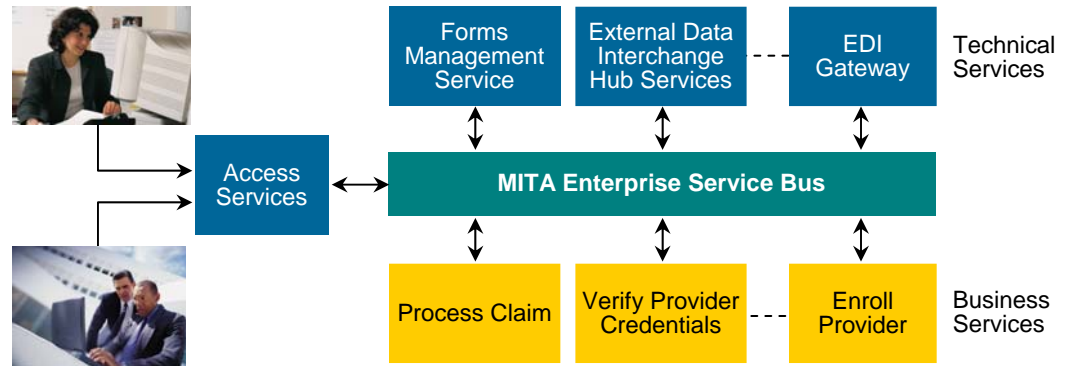 Forms
Management
Service
External Data
Interchange
Hub Services
EDI
Gateway
Technical
Services
Access
Services
MITA Enterprise Service Bus
Process Claim
Verify Provider
Credentials
Enroll
Provider
Business
Services